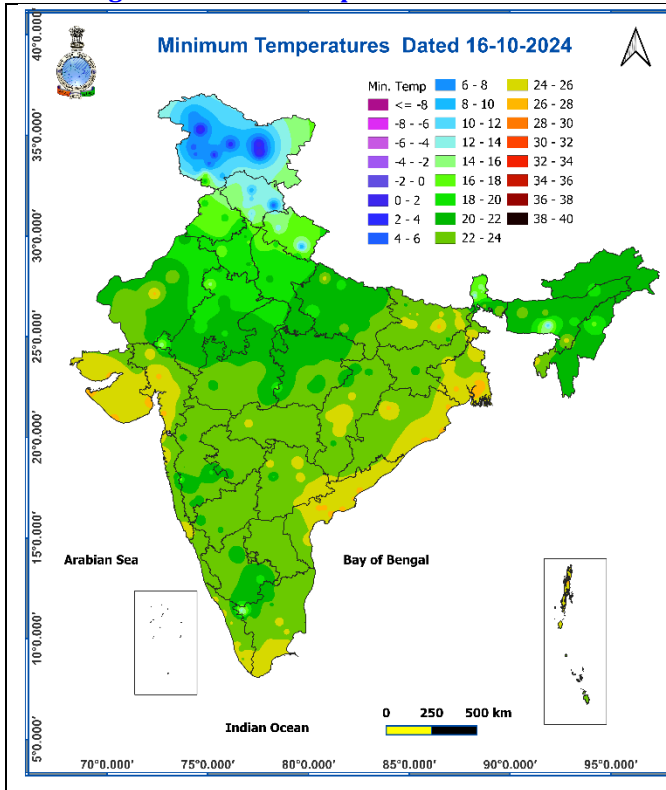 Minimum Temperatures Dated 16-10-2024
Min. Temp
<= -8
-8 - -6
-6 - -4
-4 - -2
-2 - 0
0 - 2
2 - 4
4 - 6
6 - 8
8 - 10
10 - 12
12 - 14
14 - 16
16 - 18
18 - 20
20 - 22
22 - 24
24 - 26
26 - 28
28 - 30
30 - 32
32 - 34
34 - 36
36 - 38
38 - 40
40°0.000'
35°0.000'
30°0.000'
25°0.000'
20°0.000'
15°0.000'
10°0.000'
5°0.000'
Arabian Sea
Bay of Bengal
Indian Ocean
0 250 500 km
70°0.000' 75°0.000' 80°0.000' 85°0.000' 90°0.000' 95°0.000'